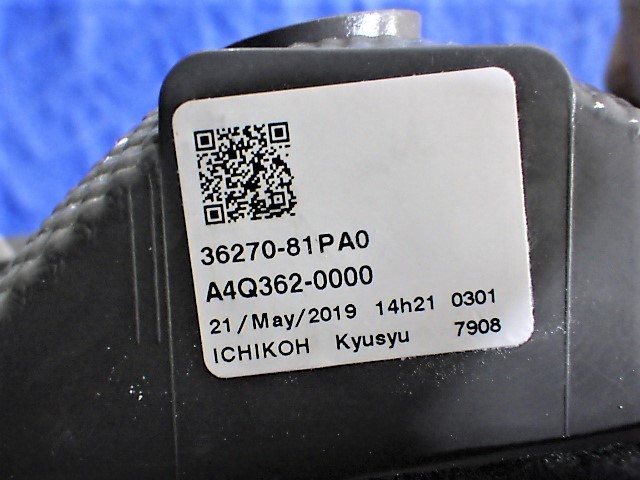 36270-81PA0
A4Q362-0000
21/May/2019 14h21 0301
ICHIKOH Kyusyu 7908